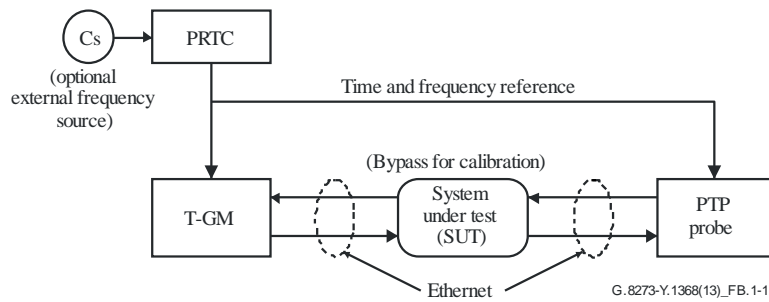 Cs
PRTC
(optional
external frequency
source)
Time and frequency reference
(Bypass for calibration)
T-GM
System
under test
(SUT)
PTP
probe
Ethernet
G.8273-Y.1368(13)_FB.1-1